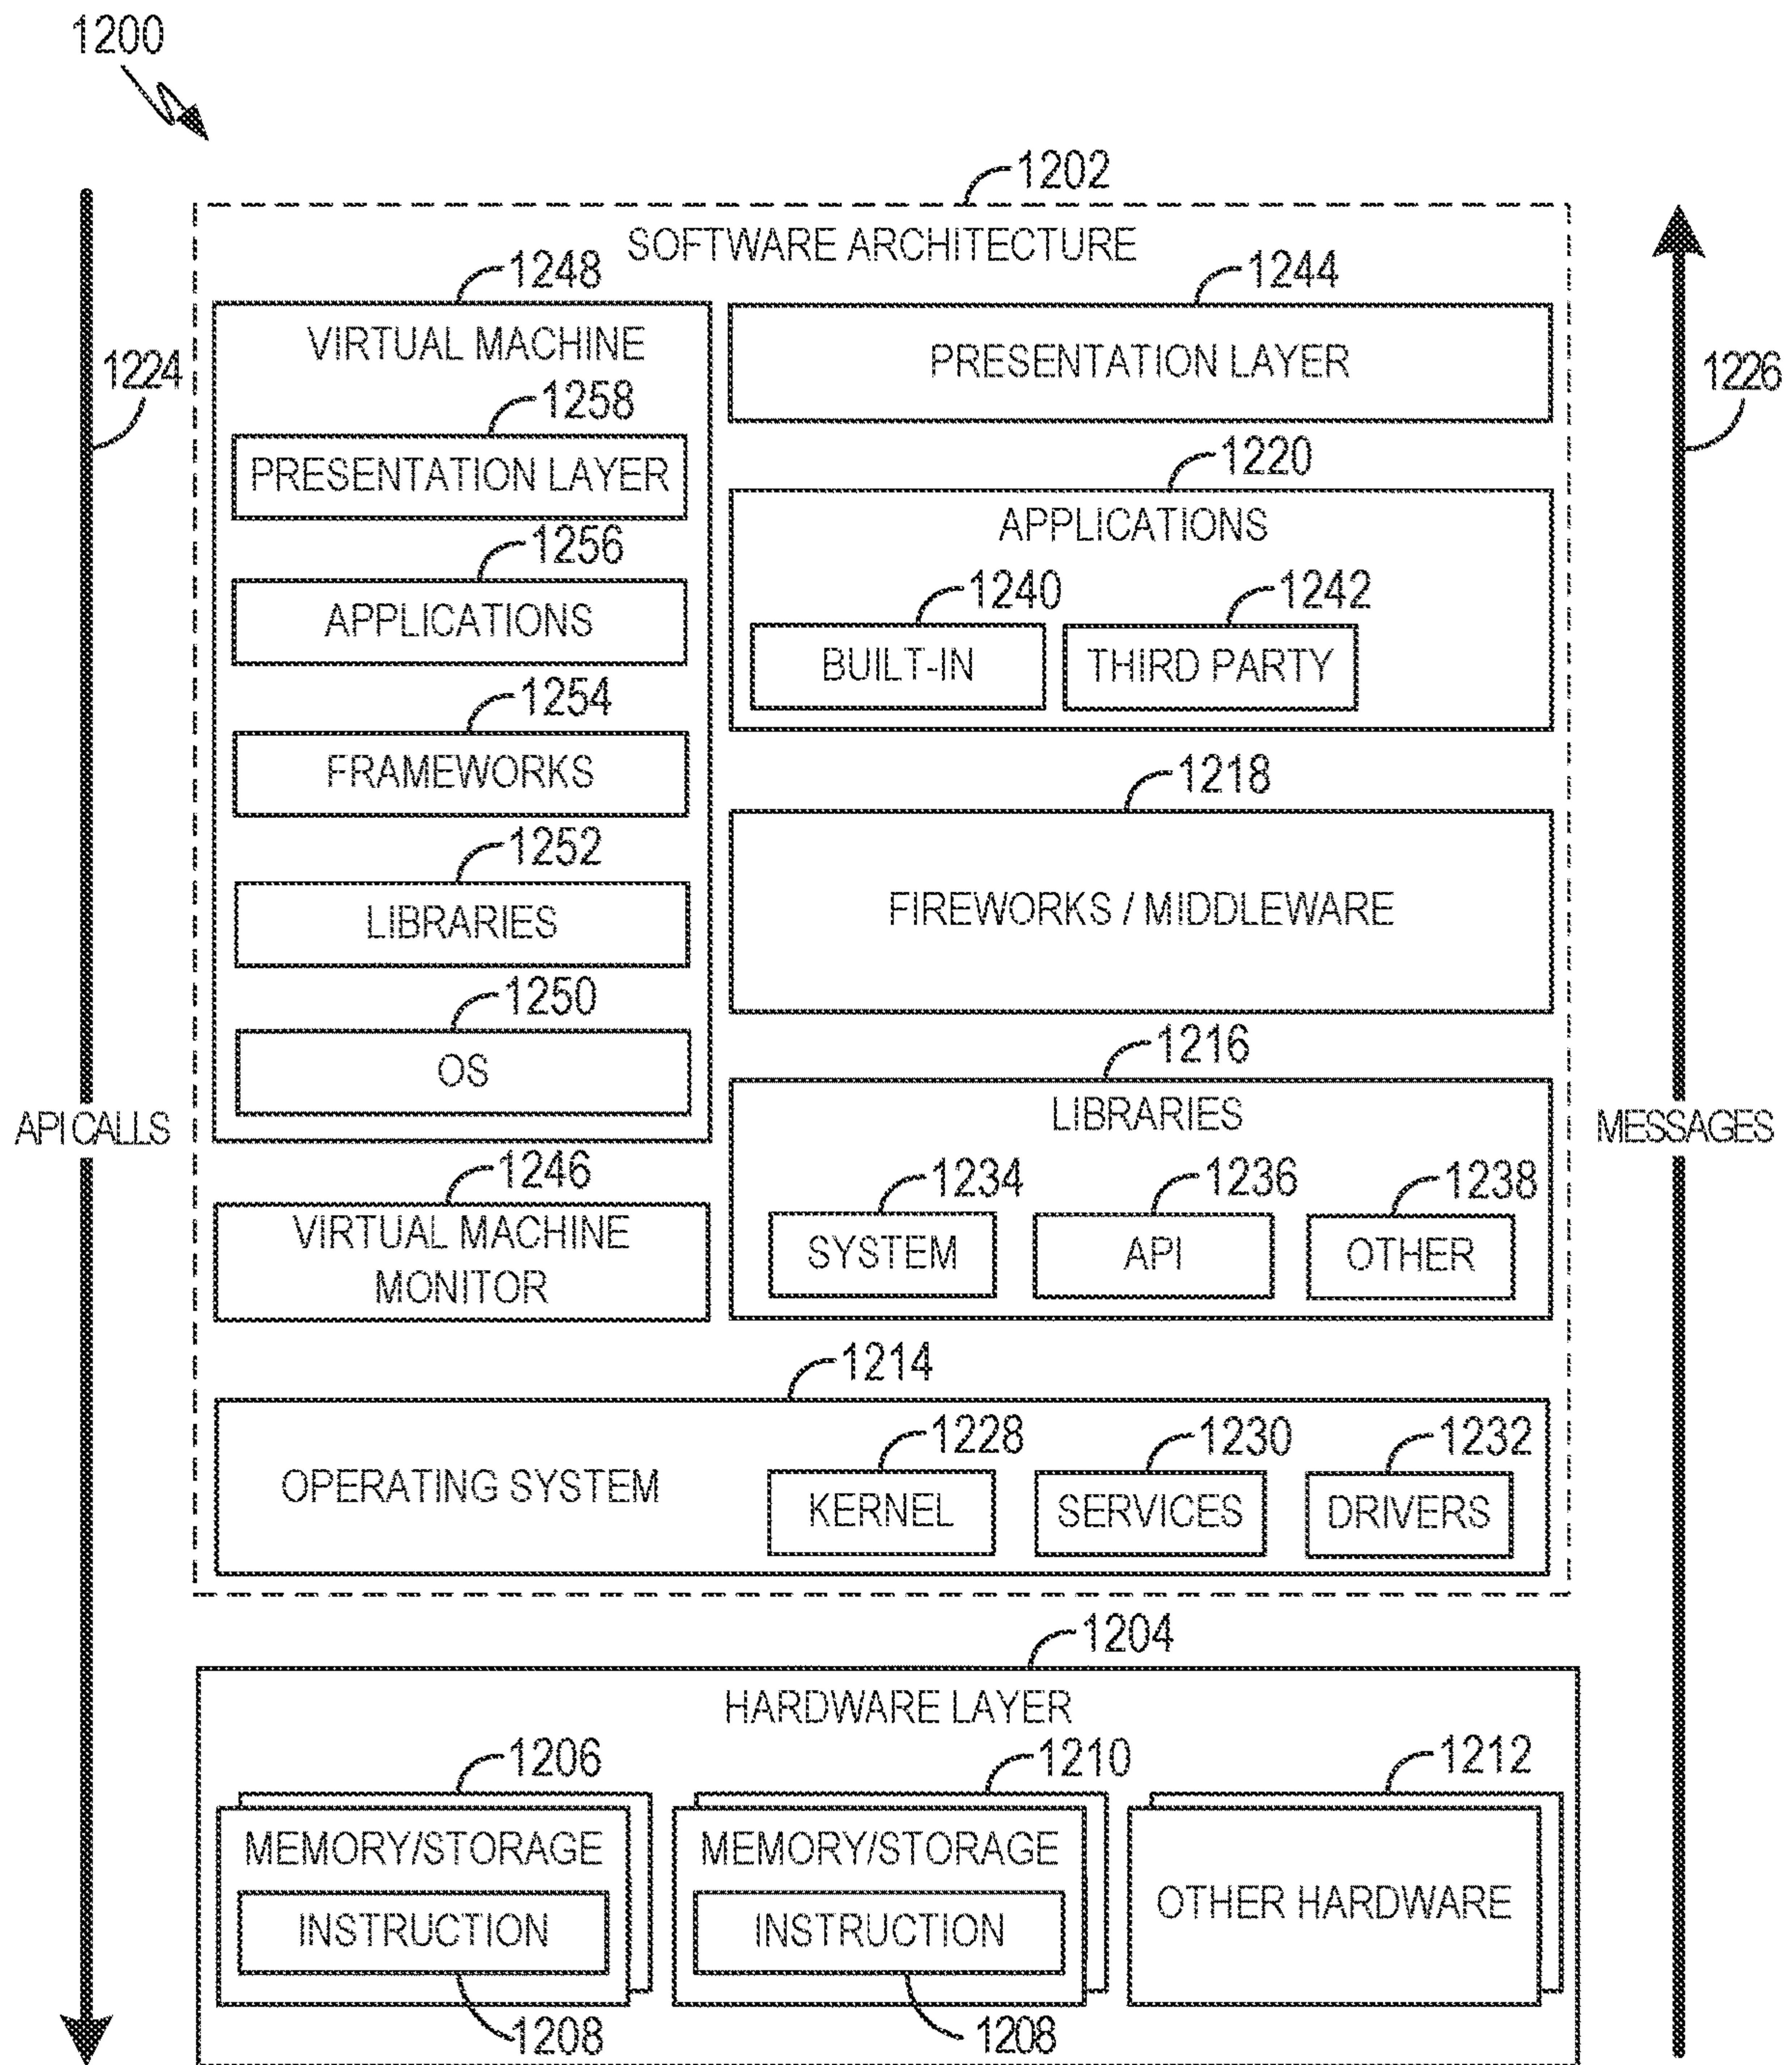 1200
1202
SOFTWARE ARCHITECTURE
1248
VIRTUAL MACHINE
1258
PRESENTATION LAYER
1256
APPLICATIONS
1254
FRAMEWORKS
1252
LIBRARIES
1250
OS
1246
VIRTUAL MACHINE
MONITOR
1244
PRESENTATION LAYER
1220
APPLICATIONS
1240
BUILT-IN
1242
THIRD PARTY
1218
FIREWORKS / MIDDLEWARE
1216
LIBRARIES
1234
SYSTEM
1236
API
1238
OTHER
1214
OPERATING SYSTEM
1228
KERNEL
1230
SERVICES
1232
DRIVERS
1224
API CALLS
1226
MESSAGES
1204
HARDWARE LAYER
1206
MEMORY/STORAGE
INSTRUCTION
1208
1210
MEMORY/STORAGE
INSTRUCTION
1208
1212
OTHER HARDWARE